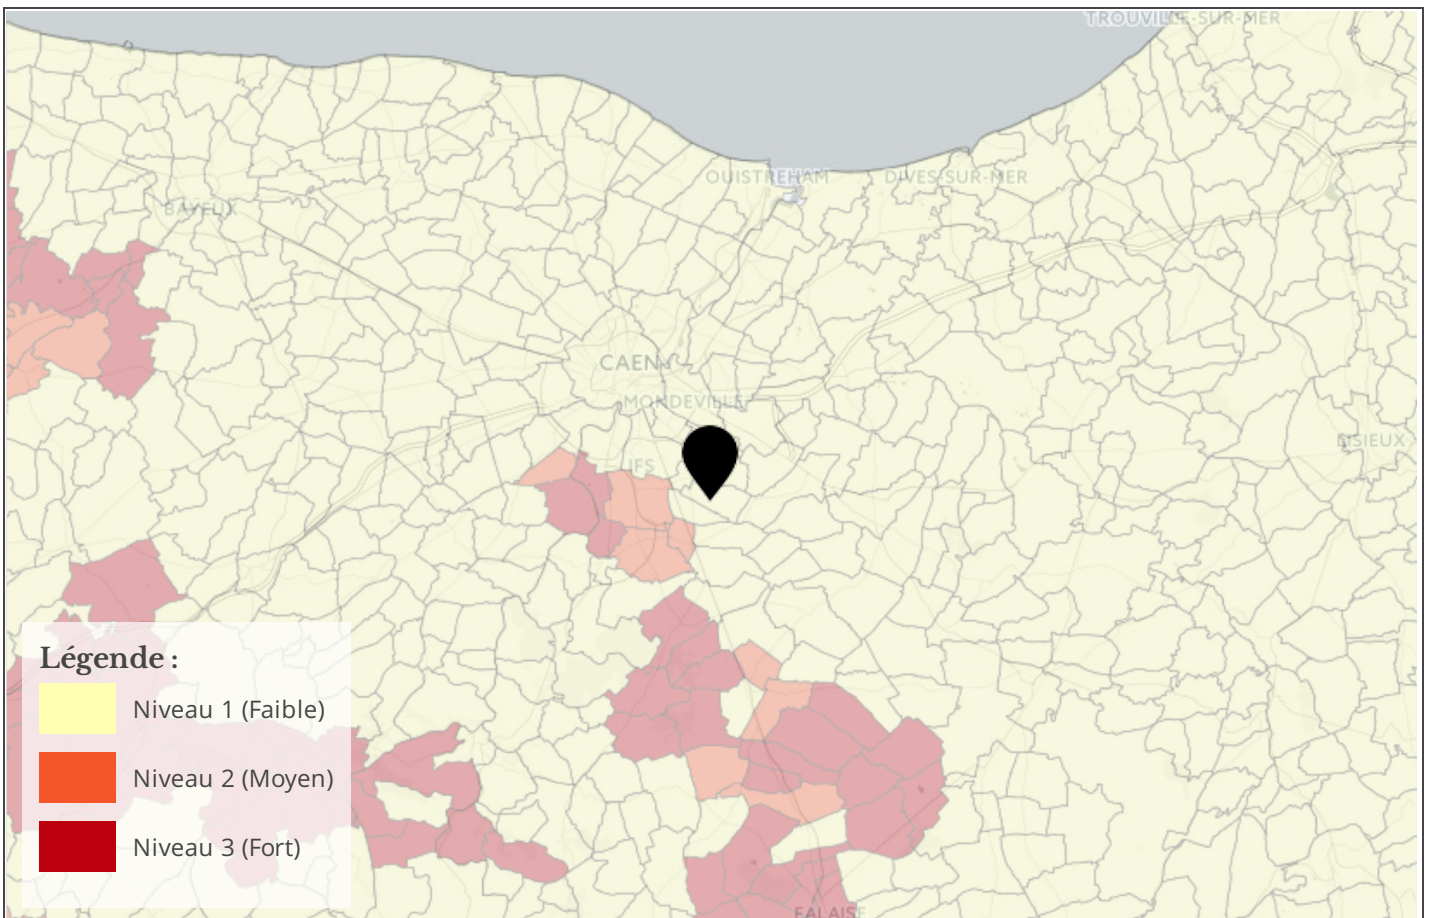 TROUVILLE-SUR-MER
OUISTREHAM
DIVES-SUR-MER
BAYEUX
CAEN
MONDEVILLE
LISIEUX
IFS
Légende :
Niveau 1 (Faible)
Niveau 2 (Moyen)
Niveau 3 (Fort)
FALAISE